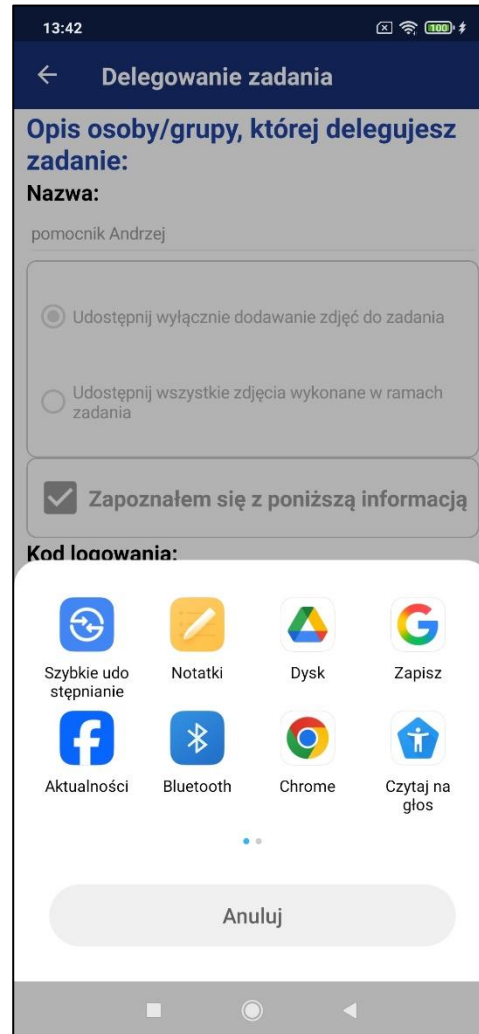 13:42
100
Delegowanie zadania
Opis osoby/grupy, której delegujesz
zadanie:
Nazwa:
pomocnik Andrzej
Udostępnij wyłącznie dodawanie zdjęć do zadania
Udostępnij wszystkie zdjęcia wykonane w ramach
zadania
Zapoznałem się z poniższą informacją
Kod logowania:
Szybkie udo
stępnianie
Notatki
Dysk
Zapisz
Aktualności
Bluetooth
Chrome
Czytaj na
głos
Anuluj